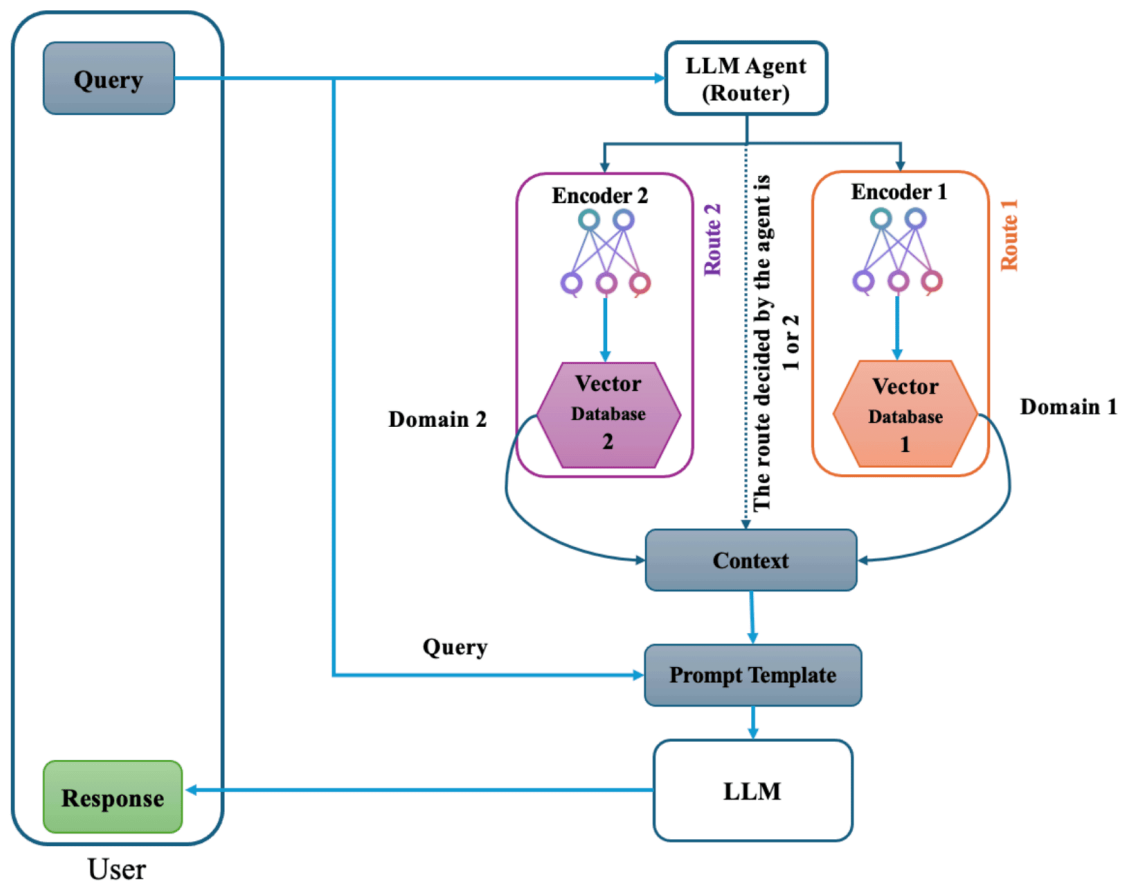 Query
LLM Agent
(Router)
Encoder 2
Route 2
The route decided by the agent is
1 or 2
Encoder 1
Route 1
Vector
Database
2
Domain 2
Vector
Database
1
Domain 1
Context
Query
Prompt Template
LLM
Response
User